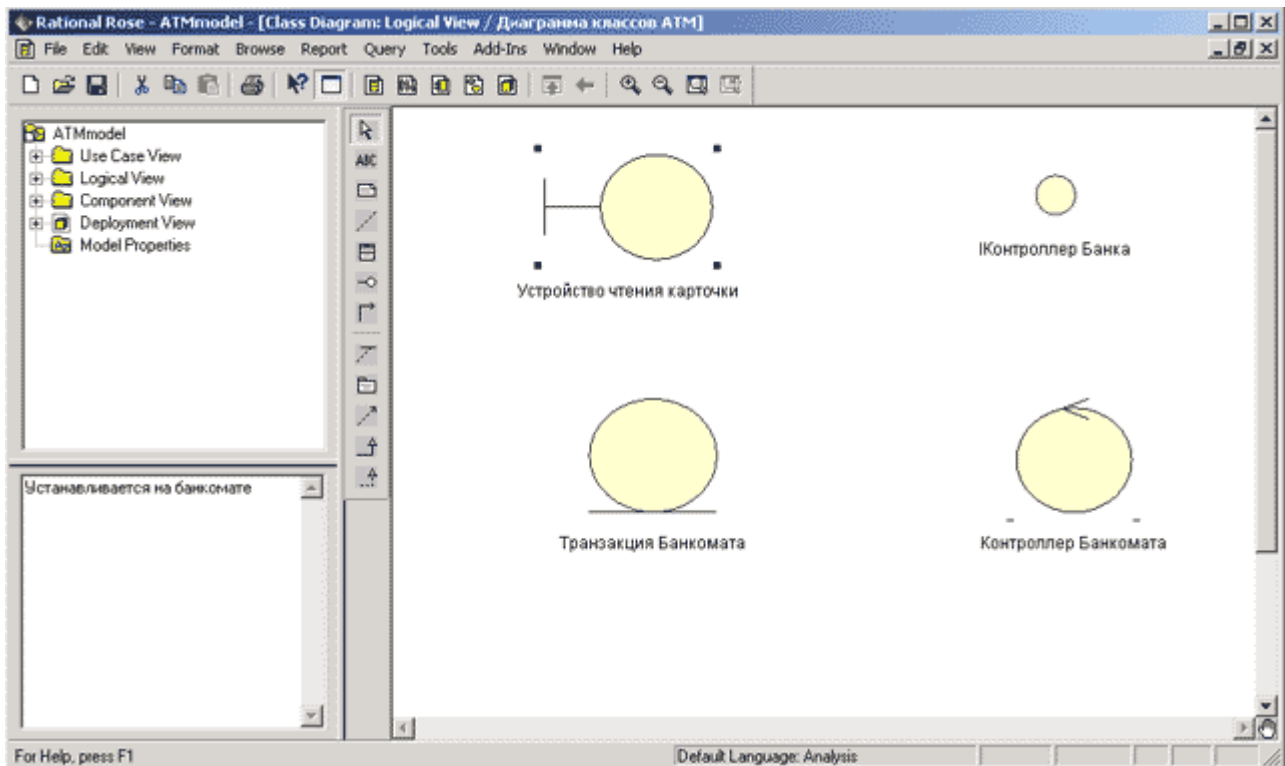 Rational Rose - ATMmodel - [Class Diagram: Logical View / Диаграмма классов ATM]
File Edit View Format Browse Report Query Tools Add-Ins Window Help
ATMmodel
Use Case View
Logical View
Component View
Deployment View
Model Properties
ABC
Устройство чтения карточки
IКонтроллер Банка
Транзакция Банкомата
Контроллер Банкомата
Устанавливается на банкомате
For Help, press F1
Default Language: Analysis